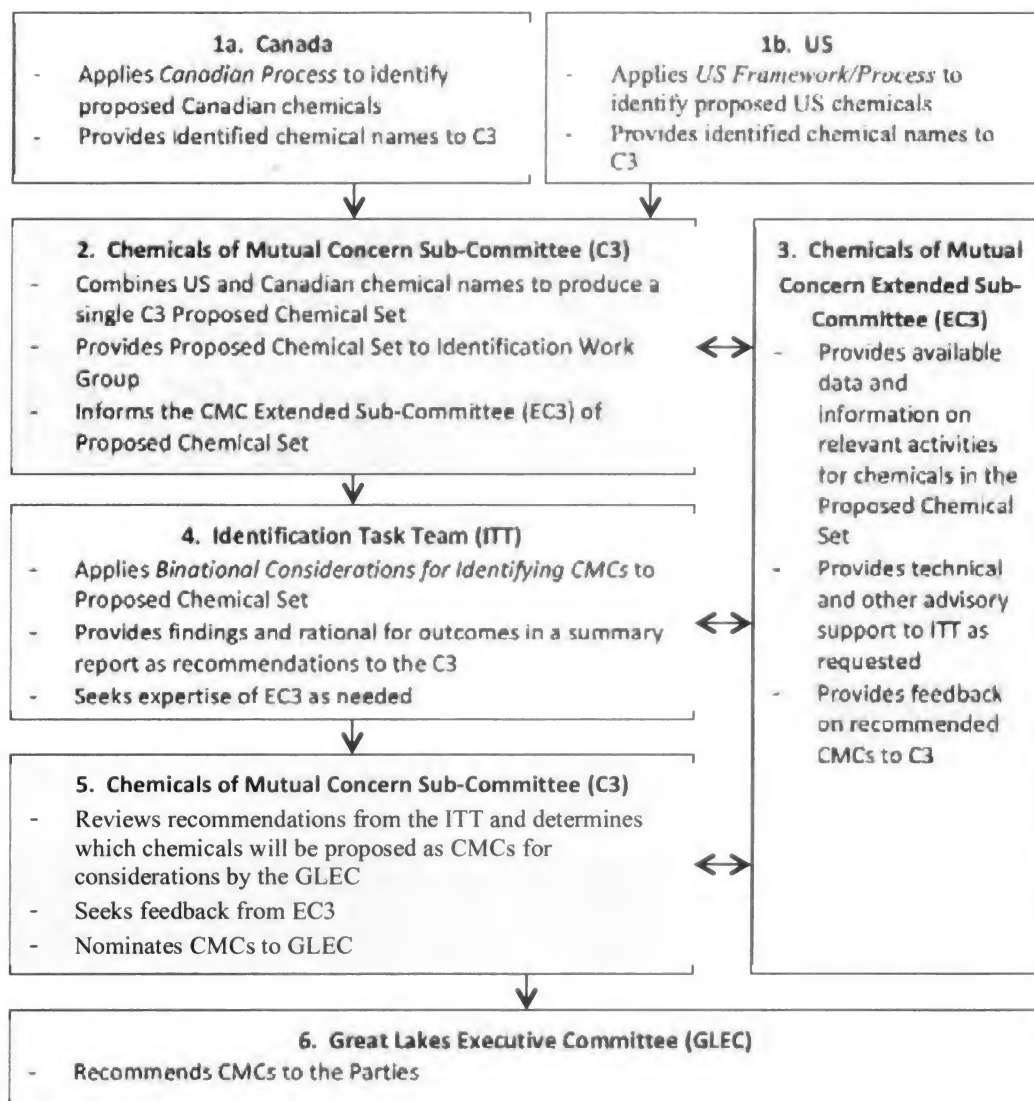 1a. Canada
- Applies Canadian Process to identify
proposed Canadian chemicals
- Provides identified chemical names to C3
1b. US
- Applies US Framework/Process to
identify proposed US chemicals
- Provides identified chemical names to
C3
2. Chemicals of Mutual Concern Sub-Committee (C3)
- Combines US and Canadian chemical names to produce a
single C3 Proposed Chemical Set
- Provides Proposed Chemical Set to Identification Work
Group
- Informs the CMC Extended Sub-Committee (EC3) of
Proposed Chemical Set
3. Chemicals of Mutual
Concern Extended Sub-
Committee (EC3)
- Provides available
data and
information on
relevant activities
for chemicals in the
Proposed Chemical
Set
- Provides technical
and other advisory
support to ITT as
requested
- Provides feedback
on recommended
CMCs to C3
4. Identification Task Team (ITT)
- Applies Binational Considerations for Identifying CMCs to
Proposed Chemical Set
- Provides findings and rational for outcomes in a summary
report as recommendations to the C3
- Seeks expertise of EC3 as needed
5. Chemicals of Mutual Concern Sub-Committee (C3)
- Reviews recommendations from the ITT and determines
which chemicals will be proposed as CMCs for
considerations by the GLEC
- Seeks feedback from EC3
- Nominates CMCs to GLEC
6. Great Lakes Executive Committee (GLEC)
- Recommends CMCs to the Parties